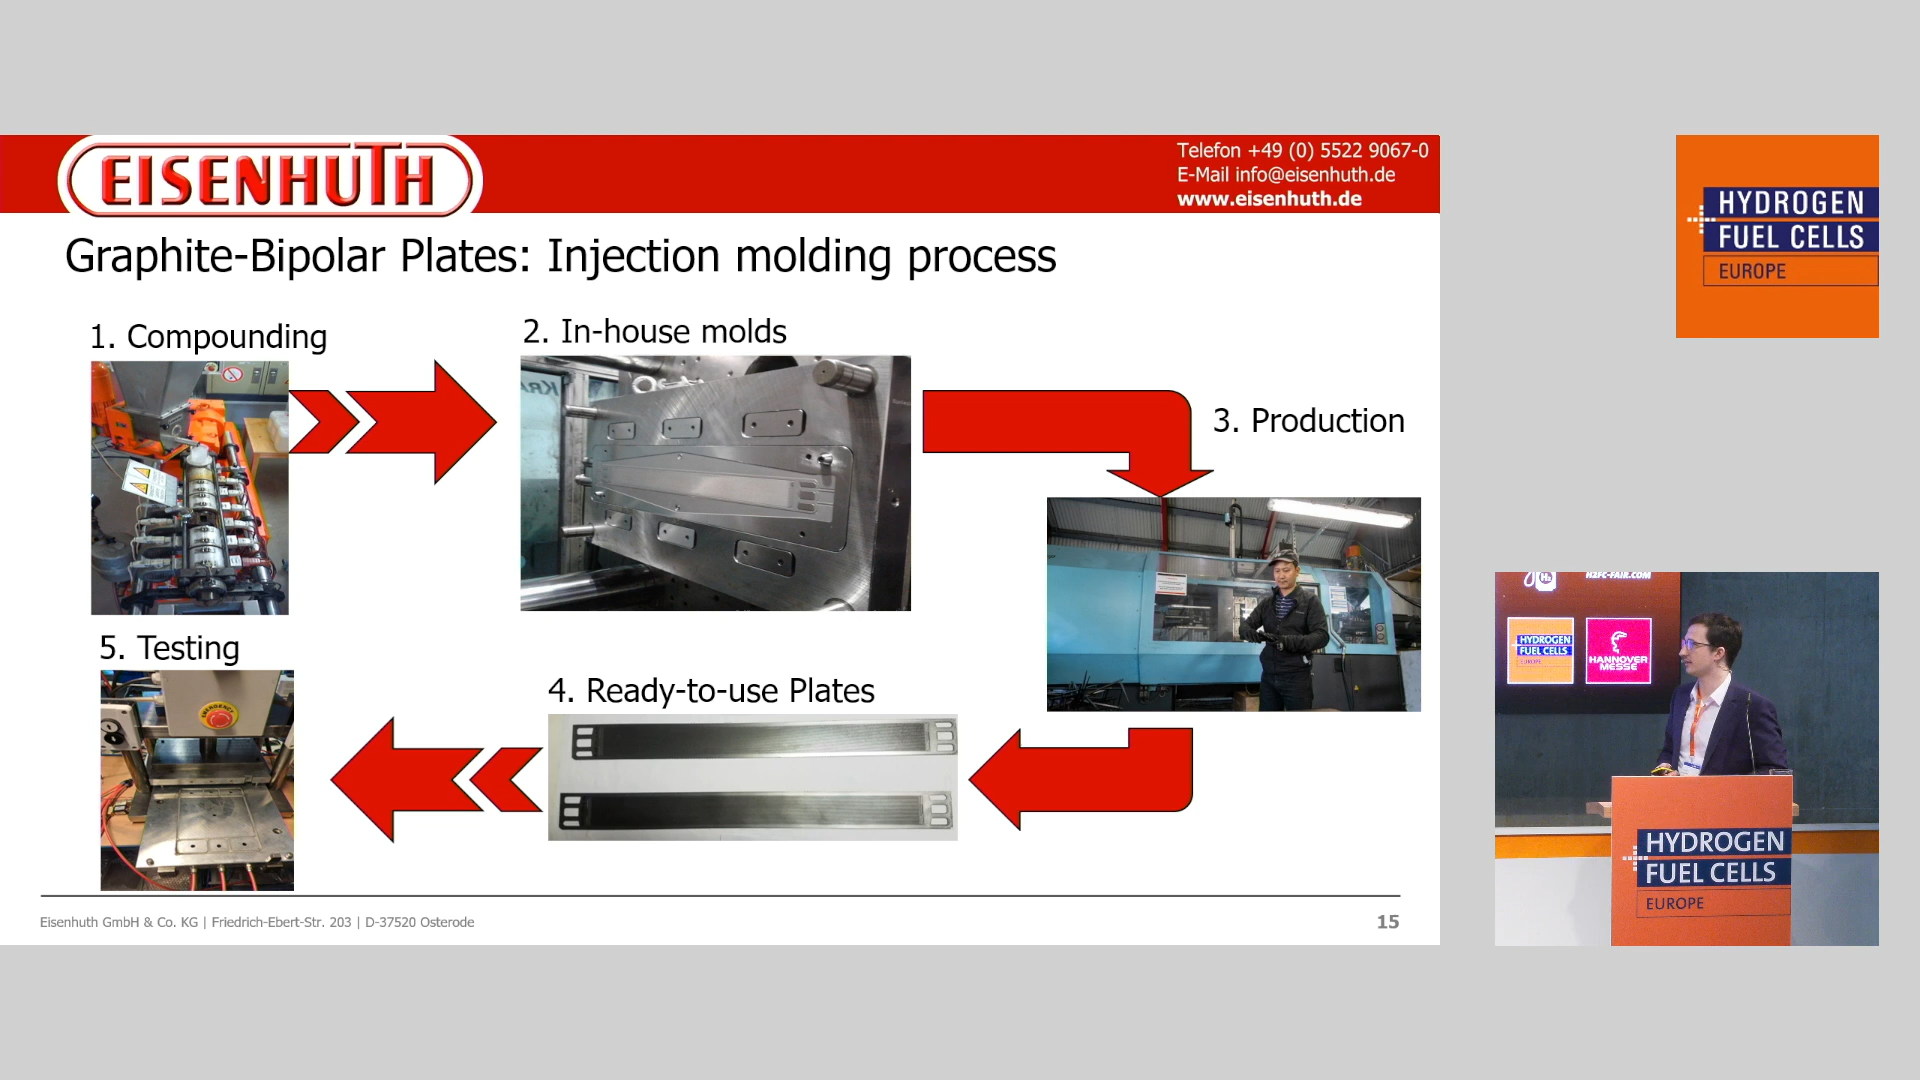 EISENHUTH
Telefon +49 (0) 5522 9067-0
E-Mail info@eisenhuth.de
www.eisenhuth.de
Graphite-Bipolar Plates: Injection molding process
1. Compounding
2. In-house molds
3. Production
4. Ready-to-use Plates
5. Testing
EMERGENCY
Eisenhuth GmbH & Co. KG | Friedrich-Ebert-Str. 203 | D-37520 Osterode
15
HYDROGEN
FUEL CELLS
EUROPE
H2
H2FC-FAIR.COM
HYDROGEN
FUEL CELLS
EUROPE
HANNOVER
MESSE
HYDROGEN
FUEL CELLS
EUROPE